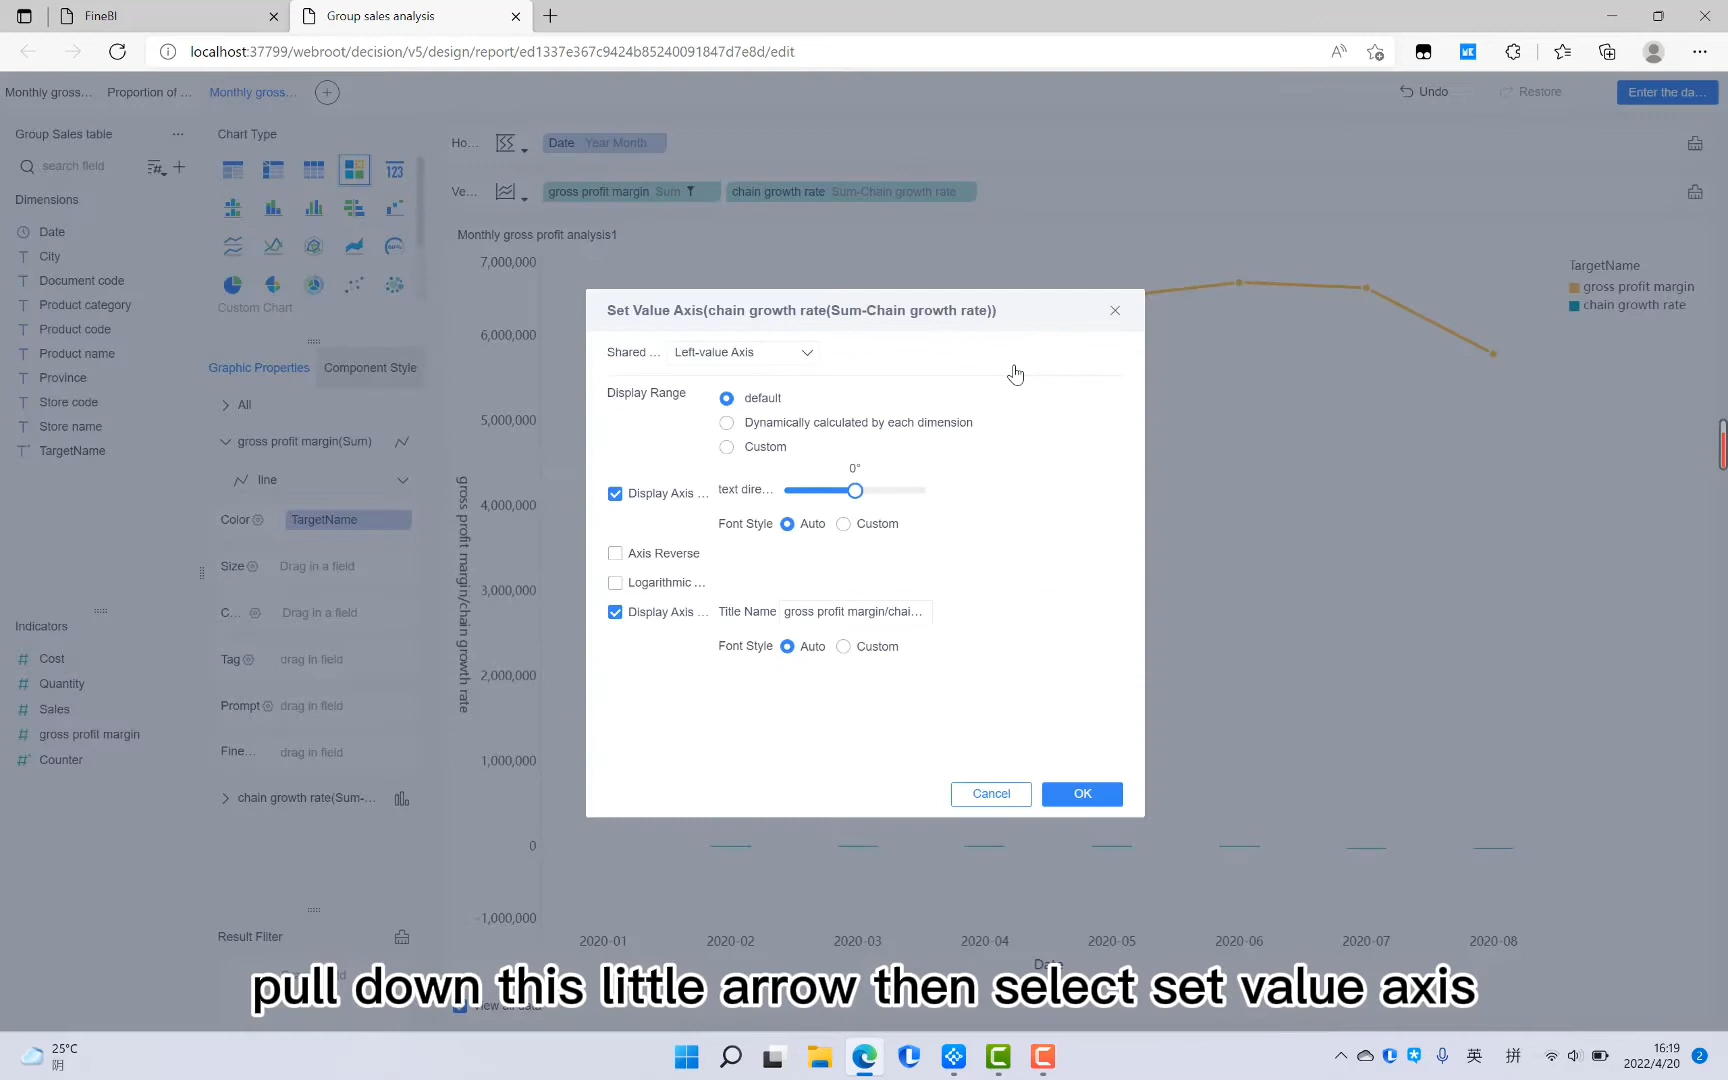 FineBI
Group sales analysis
localhost:37799/webroot/decision/v5/design/report/ed1337e367c9424b85240091847d7e8d/edit
Monthly gross...
Proportion of ...
Monthly gross...
Undo
Restore
Enter the da...
Group Sales table
Chart Type
Ho...
Date Year Month
search field
123
Ve...
gross profit margin Sum
chain growth rate Sum-Chain growth rate
Dimensions
Date
City
Document code
Product category
Product code
Product name
Province
Store code
Store name
TargetName
Custom Chart
Graphic Properties
Component Style
All
gross profit margin(Sum)
line
Color
TargetName
Size
Drag in a field
C...
Drag in a field
Tag
drag in field
Prompt
drag in field
Fine...
drag in field
chain growth rate(Sum-...
Indicators
Cost
Quantity
Sales
gross profit margin
Counter
Result Filter
Monthly gross profit analysis1
7,000,000
6,000,000
5,000,000
4,000,000
3,000,000
2,000,000
1,000,000
0
-1,000,000
gross profit margin/chain growth rate
2020-01
2020-02
2020-03
2020-04
2020-05
2020-06
2020-07
2020-08
TargetName
gross profit margin
chain growth rate
Set Value Axis(chain growth rate(Sum-Chain growth rate))
Shared ...
Left-value Axis
Display Range
default
Dynamically calculated by each dimension
Custom
0°
Display Axis ...
text dire...
Font Style
Auto
Custom
Axis Reverse
Logarithmic ...
Display Axis ...
Title Name
gross profit margin/chai...
Font Style
Auto
Custom
Cancel
OK
pull down this little arrow then select set value axis
25°C
阴
英
拼
16:19
2022/4/20
2